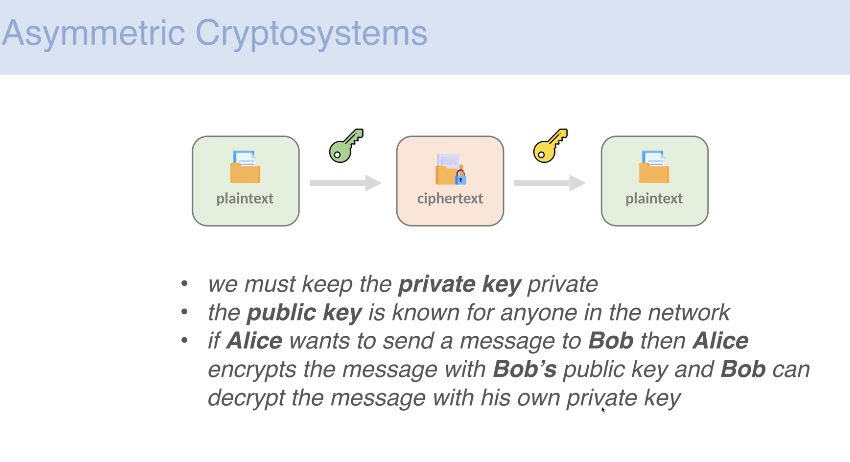 Asymmetric Cryptosystems
plaintext
ciphertext
plaintext
• we must keep the private key private
• the public key is known for anyone in the network
• if Alice wants to send a message to Bob then Alice
encrypts the message with Bob's public key and Bob can
decrypt the message with his own private key